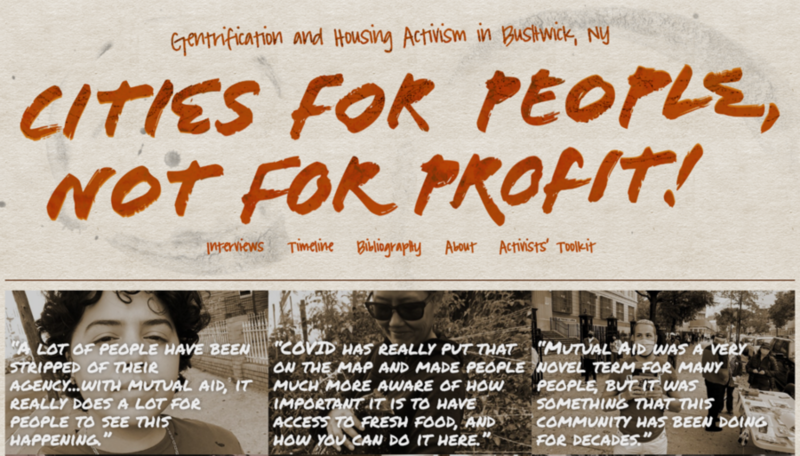 Gentrification and Housing Activism in Bushwick, NY
CITIES FOR PEOPLE,
NOT FOR PROFIT!
Interviews Timeline Bibliography About Activists' Toolkit
"A LOT OF PEOPLE HAVE BEEN
STRIPPED OF THEIR
AGENCY...WITH MUTUAL AID, IT
REALLY DOES A LOT FOR
PEOPLE TO SEE THIS
HAPPENING."
"COVID HAS REALLY PUT THAT
ON THE MAP AND MADE PEOPLE
MUCH MORE AWARE OF HOW
IMPORTANT IT IS TO HAVE
ACCESS TO FRESH FOOD, AND
HOW YOU CAN DO IT HERE."
"MUTUAL AID WAS A VERY
NOVEL TERM FOR MANY
PEOPLE, BUT IT WAS
SOMETHING THAT THIS
COMMUNITY HAS BEEN DOING
FOR DECADES."